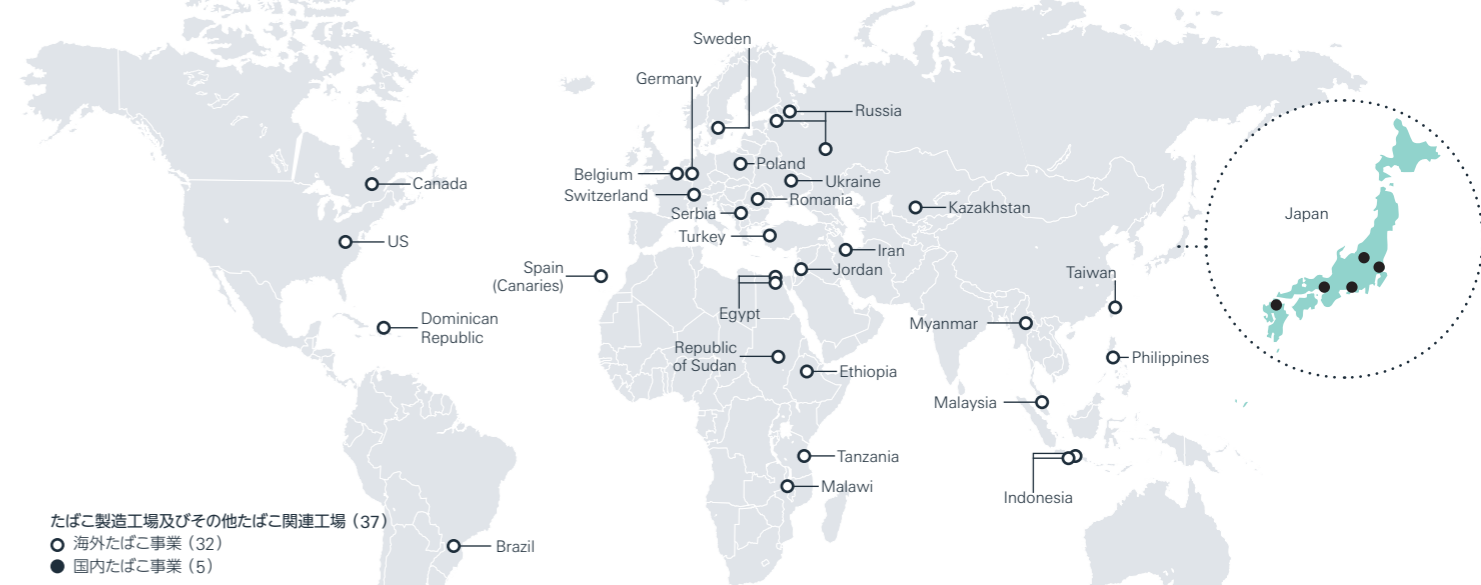 Sweden
Germany
Russia
Poland
Belgium
Ukraine
Canada
Switzerland
Romania
Kazakhstan
Serbia
Japan
Turkey
US
Iran
Spain
(Canaries)
Jordan
Taiwan
Egypt
Dominican
Republic
Myanmar
Republic
of Sudan
Philippines
Ethiopia
Malaysia
Tanzania
Malawi
Indonesia
たばこ製造工場及びその他たばこ関連工場（37）
海外たばこ事業（32）
Brazil
国内たばこ事業（5）